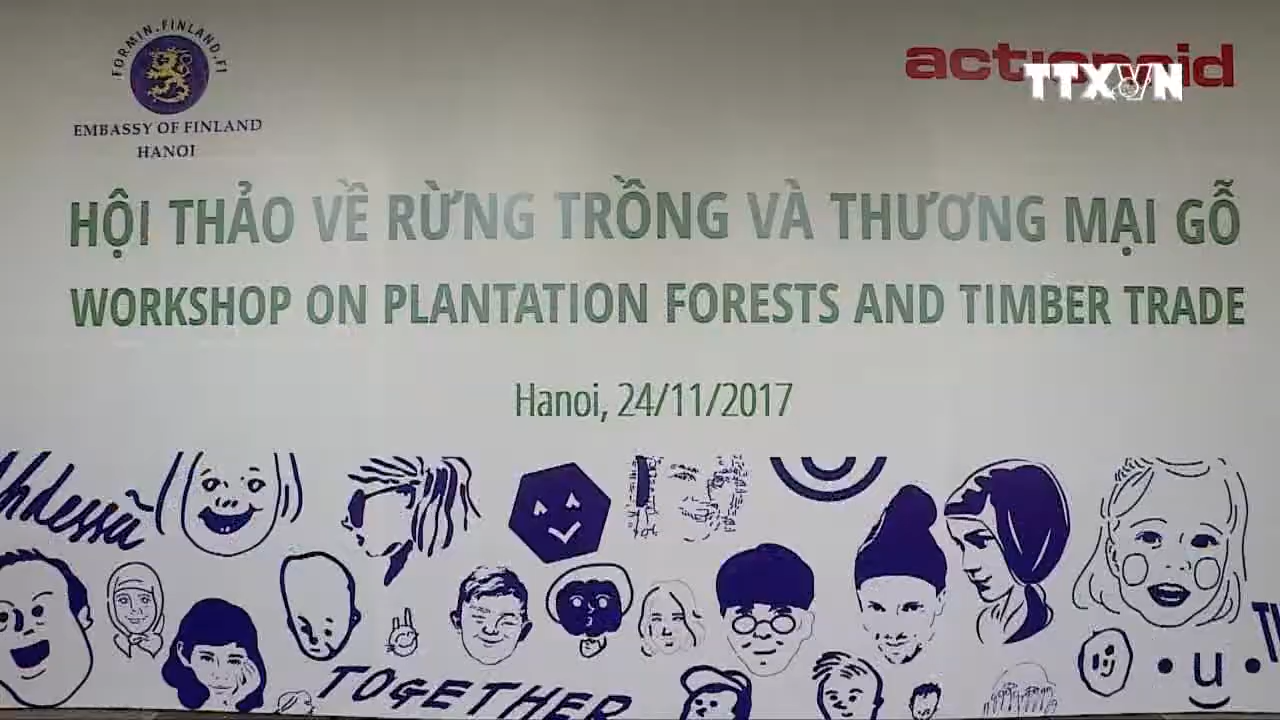 FORMIN.FINLAND.FI
EMBASSY OF FINLAND
HANOI
actionaid
TTXVN
HỘI THẢO VỀ RỪNG TRỒNG VÀ THƯƠNG MẠI GỖ
WORKSHOP ON PLANTATION FORESTS AND TIMBER TRADE
Hanoi, 24/11/2017
hdessä
TOGETHER